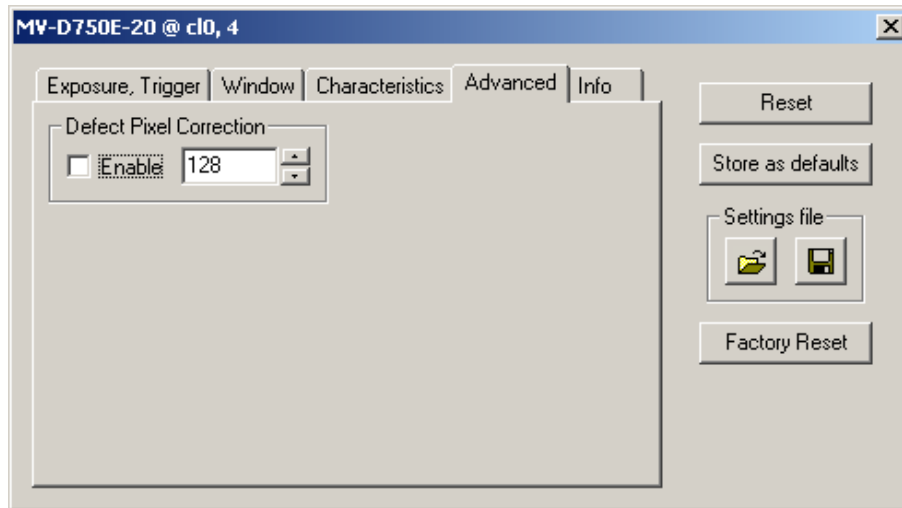 MV-D750E-20 @ cl0, 4
Exposure, Trigger Window Characteristics Advanced Info
Defect Pixel Correction
Enable 128
Reset
Store as defaults
Settings file
Factory Reset